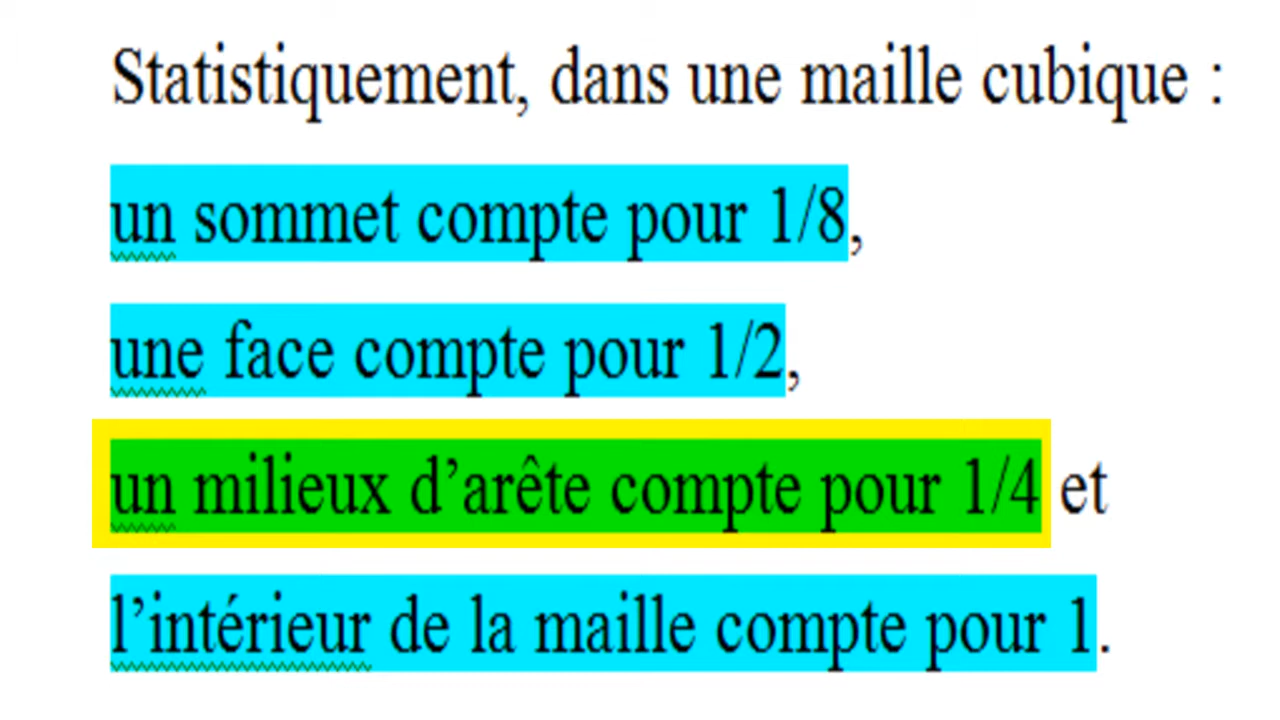 Statistiquement, dans une maille cubique :
un sommet compte pour 1/8,
une face compte pour 1/2,
un milieux d’arête compte pour 1/4 et
l’intérieur de la maille compte pour 1.